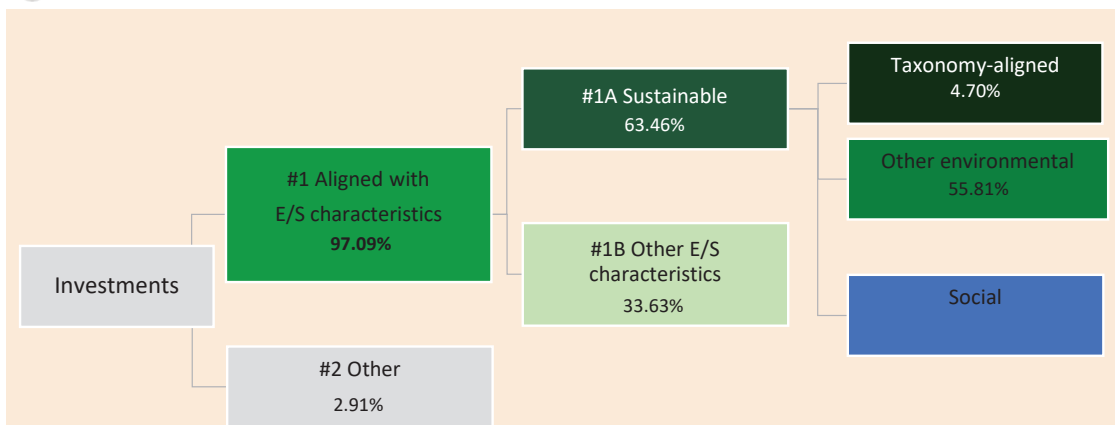 Investments
#1 Aligned with
E/S characteristics
97.09%
#2 Other
2.91%
#1A Sustainable
63.46%
#1B Other E/S
characteristics
33.63%
Taxonomy-aligned
4.70%
Other environmental
55.81%
Social